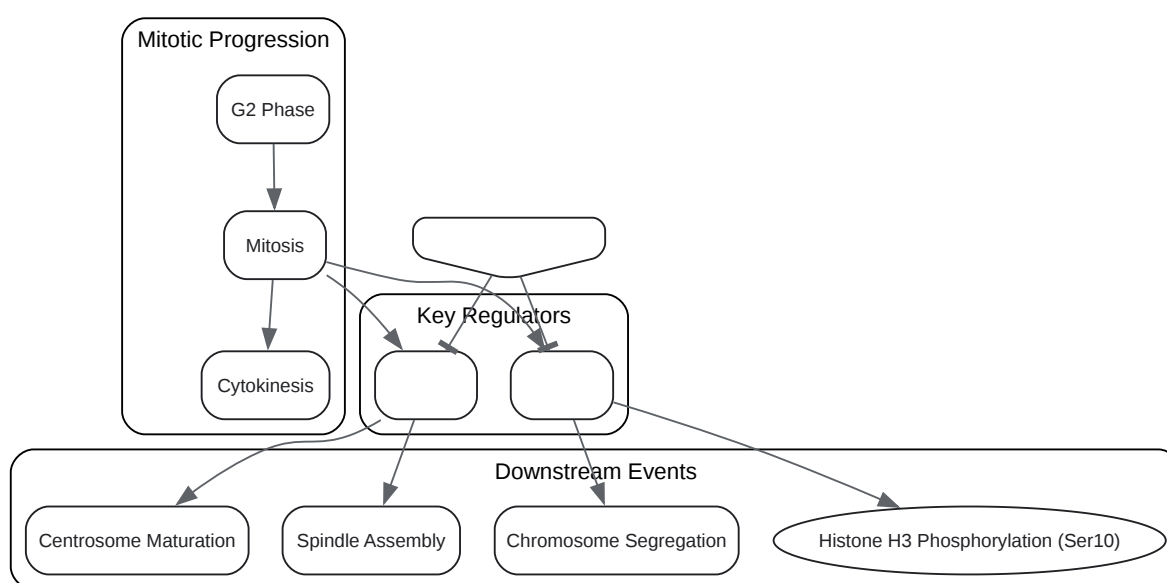 Mitotic Progression
G2 Phase
Mitosis
Key Regulators
Cytokinesis
Downstream Events
Centrosome Maturation
Spindle Assembly
Chromosome Segregation
Histone H3 Phosphorylation (Ser10)